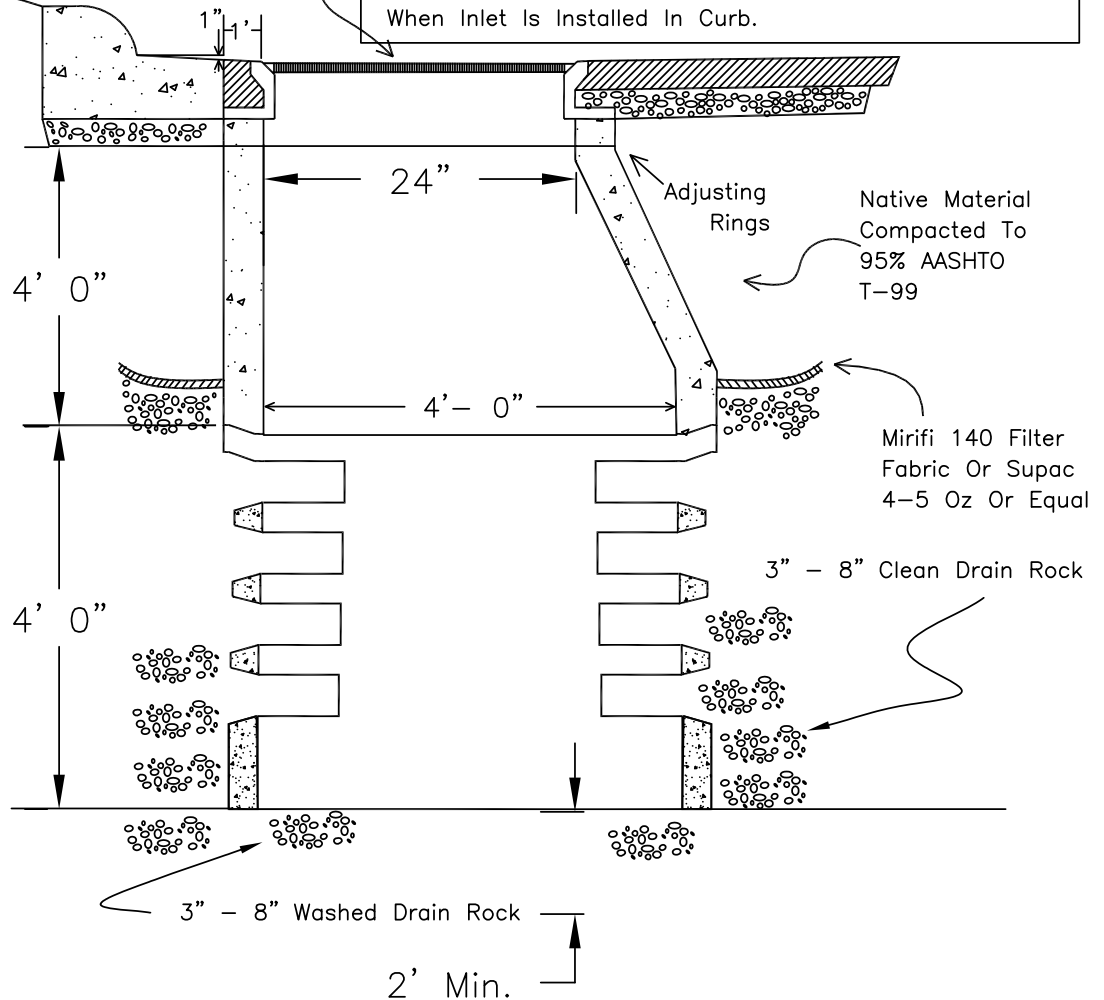 When Inlet Is Installed In Curb.
1”
1'
24”
Adjusting
Rings
Native Material
Compacted To
95% AASHTO
T–99
4' 0”
4'– 0”
Mirifi 140 Filter
Fabric Or Supac
4–5 Oz Or Equal
3” – 8” Clean Drain Rock
4' 0”
3” – 8” Washed Drain Rock
2' Min.